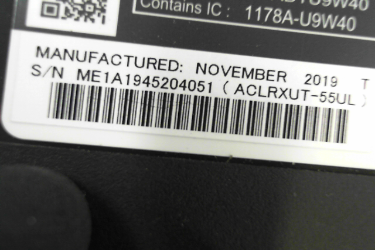 Contains IC : 1178A-U9W40
MANUFACTURED: NOVEMBER 2019 T
S/N ME1A1945204051 ( ACLRXUT-55UL )